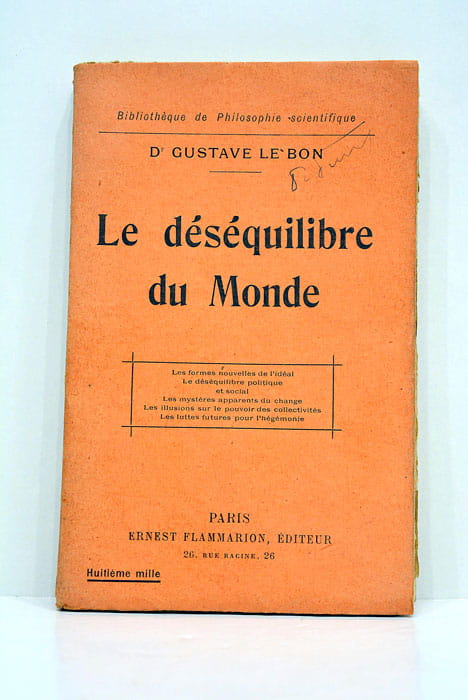 Bibliothèque de Philosophie scientifique
Dr GUSTAVE LE BON
Le déséquilibre
du Monde
Les formes nouvelles de l'idéal
Le déséquilibre politique
et social
Les mystères apparents du change
Les illusions sur le pouvoir des collectivités
Les luttes futures pour l'hégémonie
PARIS
ERNEST FLAMMARION, ÉDITEUR
26, RUE RACINE, 26
Huitième mille